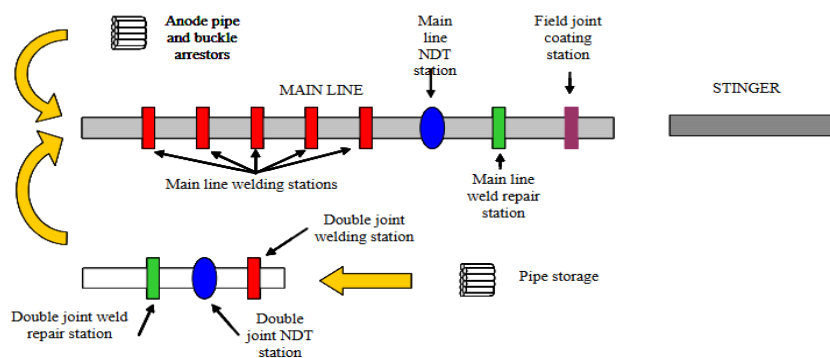 Anode pipe
and buckle
arrestors
Main
line
NDT
station
Field joint
coating
station
MAIN LINE
STINGER
Main line welding stations
Main line
weld repair
station
Double joint
welding station
Pipe storage
Double joint weld
repair station
Double
joint NDT
station